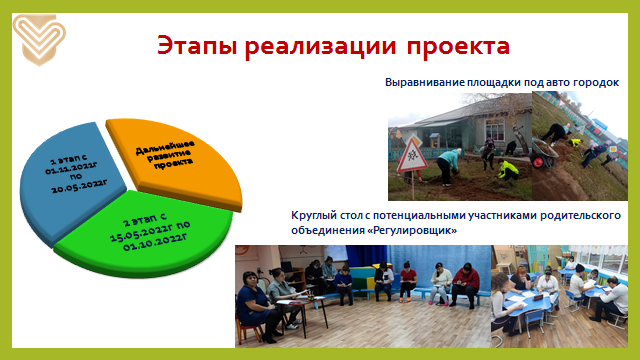 Этапы реализации проекта
Выравнивание площадки под авто городок
1 этап с
01.11.2021г
по
20.05.2022г
Дальнейшее
развитие
проекта
2 этап с
15.05.2022г по
01.10.2022г
Круглый стол с потенциальными участниками родительского
объединения «Регулировщик»